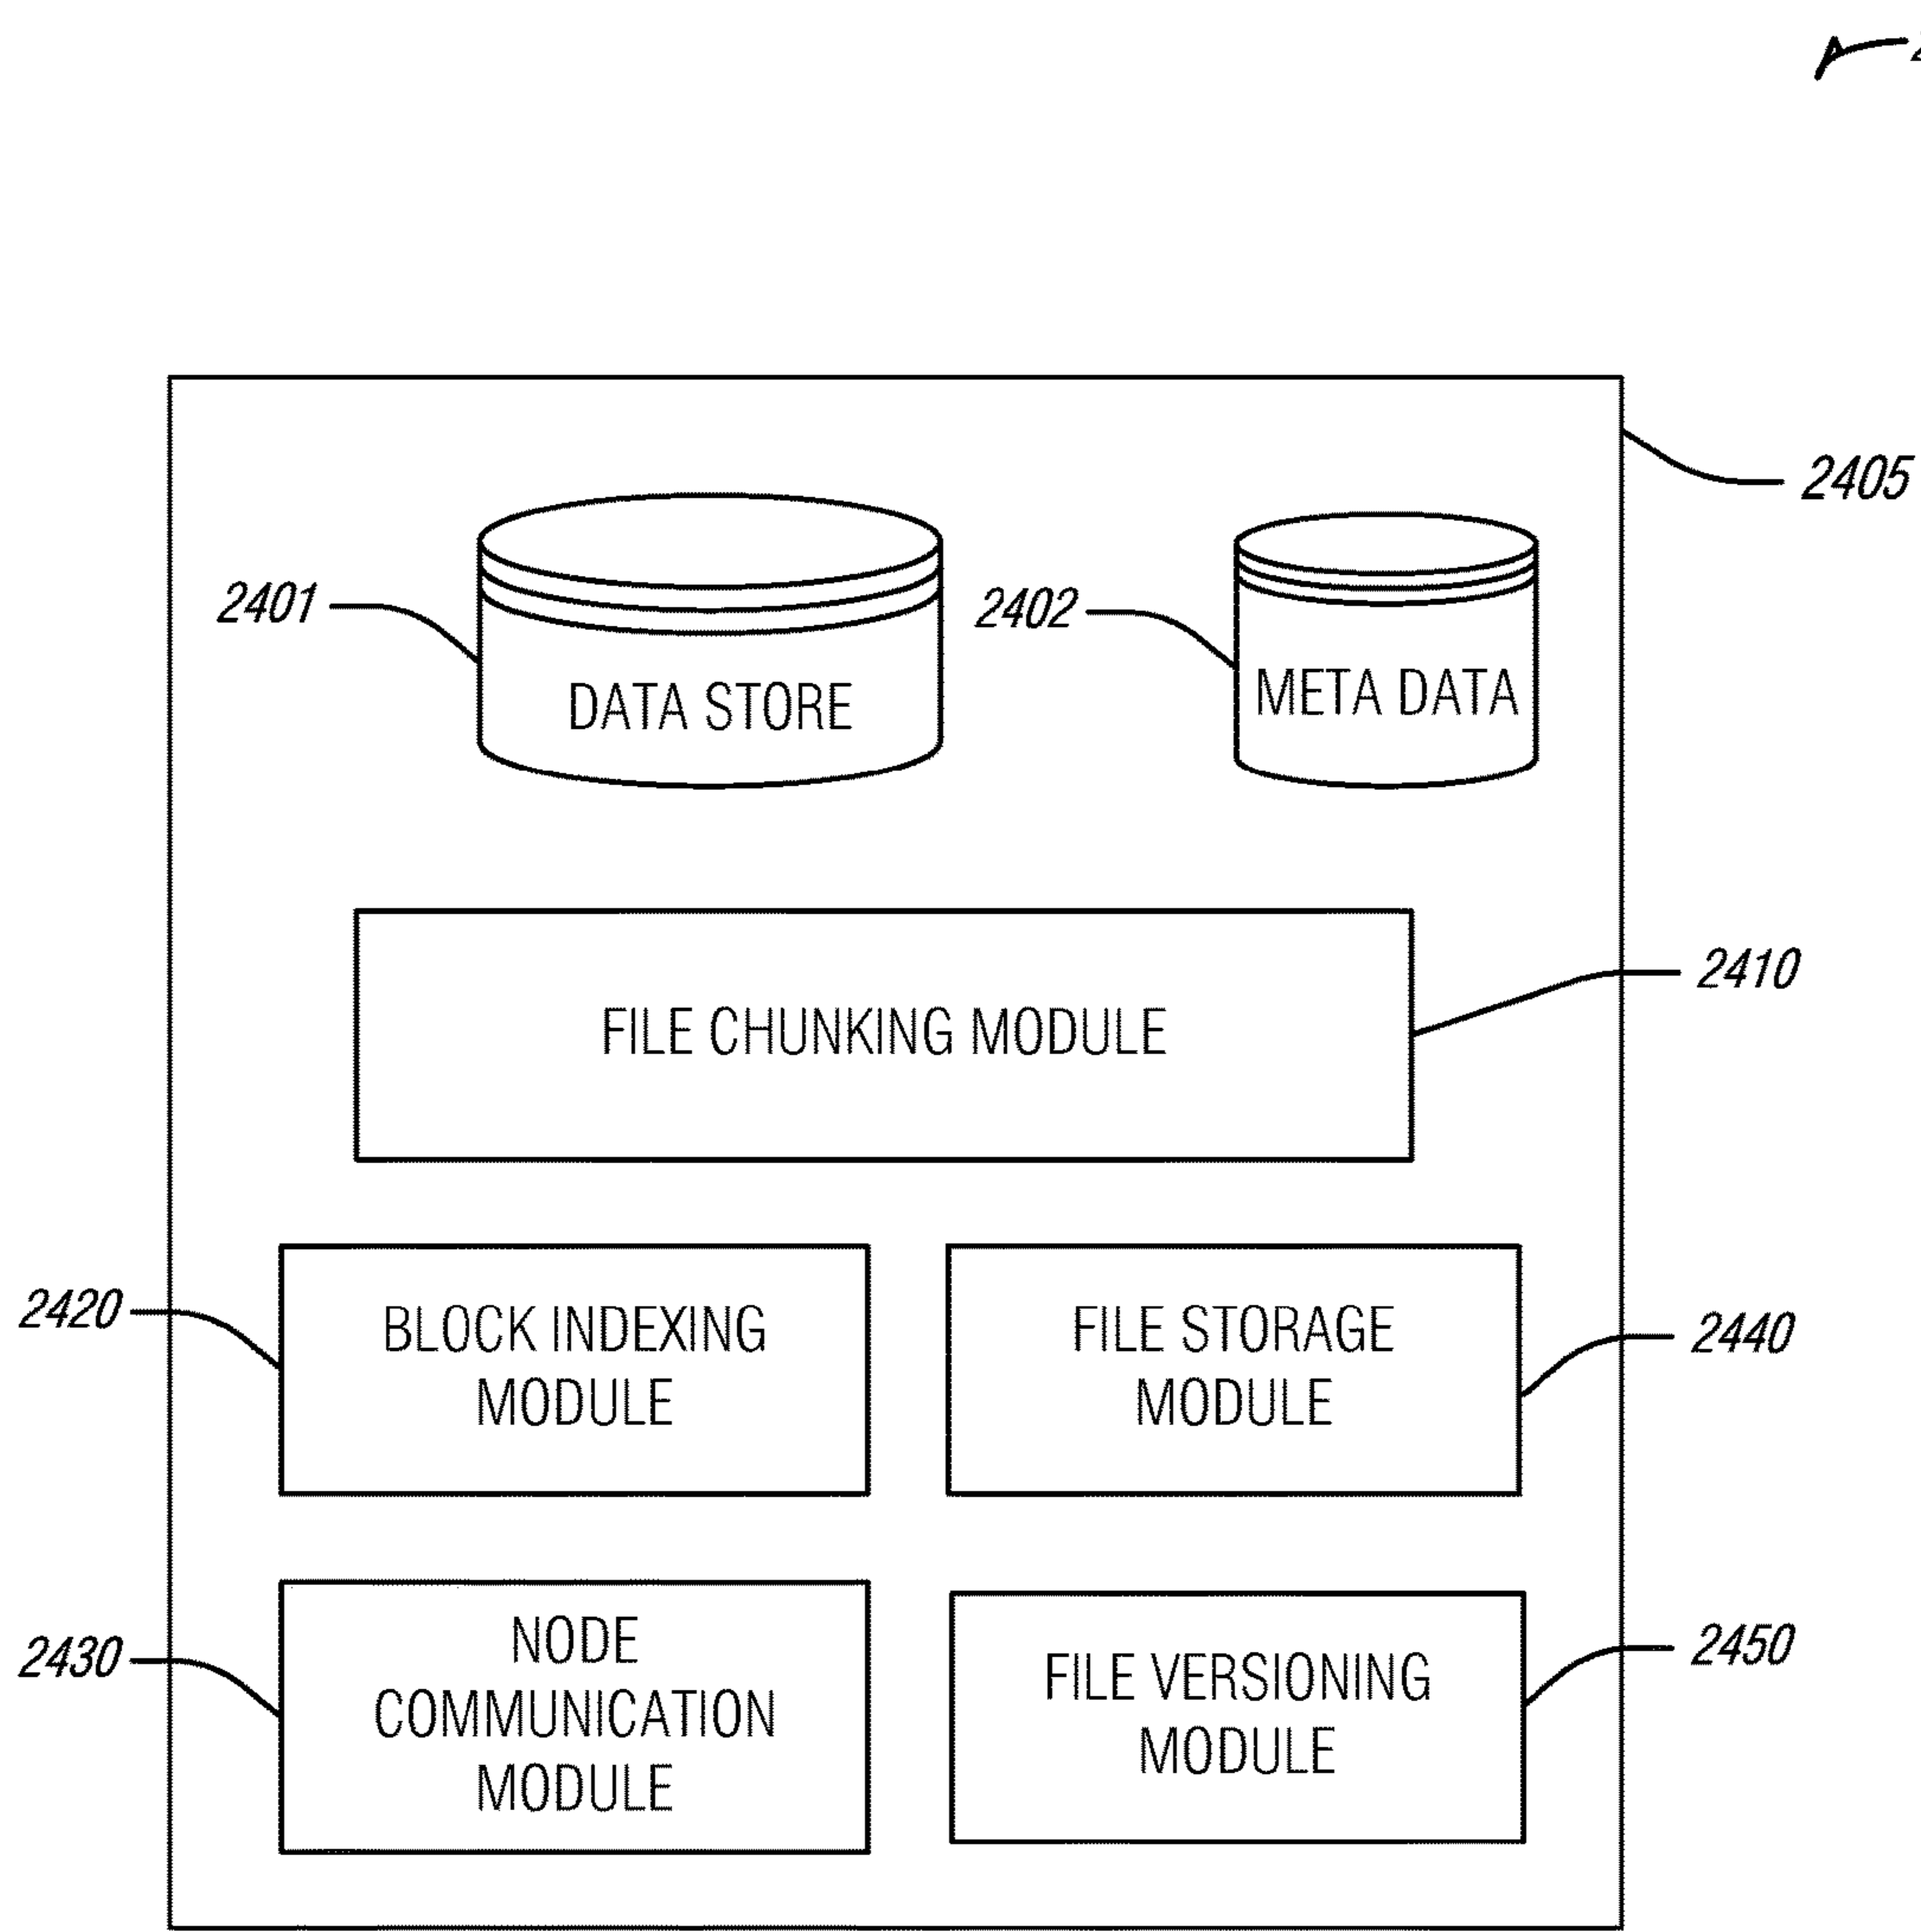 2405
2401
2402
DATA STORE
META DATA
2410
FILE CHUNKING MODULE
2420
BLOCK INDEXING
MODULE
FILE STORAGE
MODULE
2440
2430
NODE
COMMUNICATION
MODULE
FILE VERSIONING
MODULE
2450